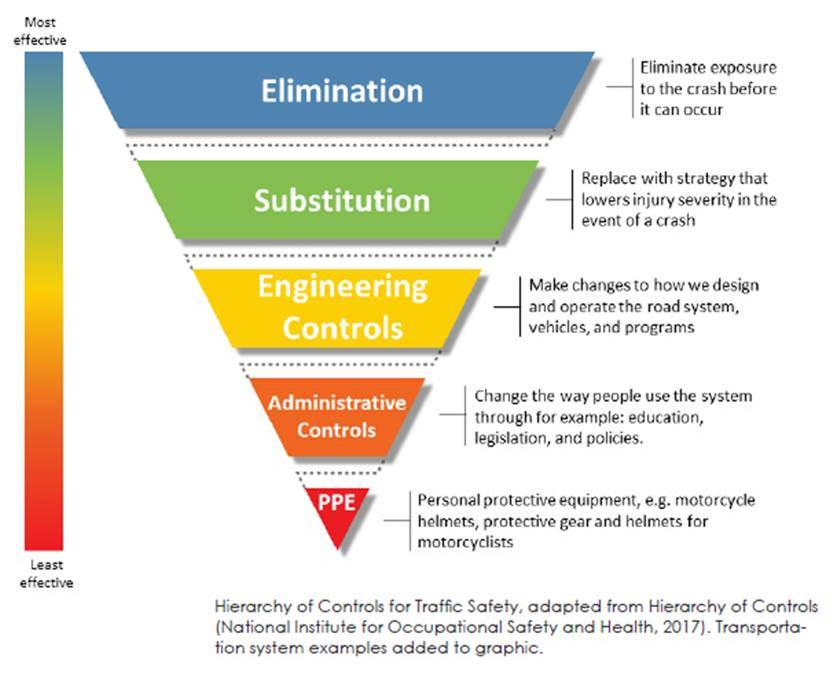 Most
effective
Elimination
Eliminate exposure
to the crash before
it can occur
Substitution
Replace with strategy that
lowers injury severity in the
event of a crash
Engineering
Controls
Make changes to how we design
and operate the road system,
vehicles, and programs
Administrative
Controls
Change the way people use the system
through for example: education,
legislation, and policies.
PPE
Personal protective equipment, e.g. motorcycle
helmets, protective gear and helmets for
motorcyclists
Least
effective
Hierarchy of Controls for Traffic Safety, adapted from Hierarchy of Controls
(National Institute for Occupational Safety and Health, 2017). Transporta-
tion system examples added to graphic.